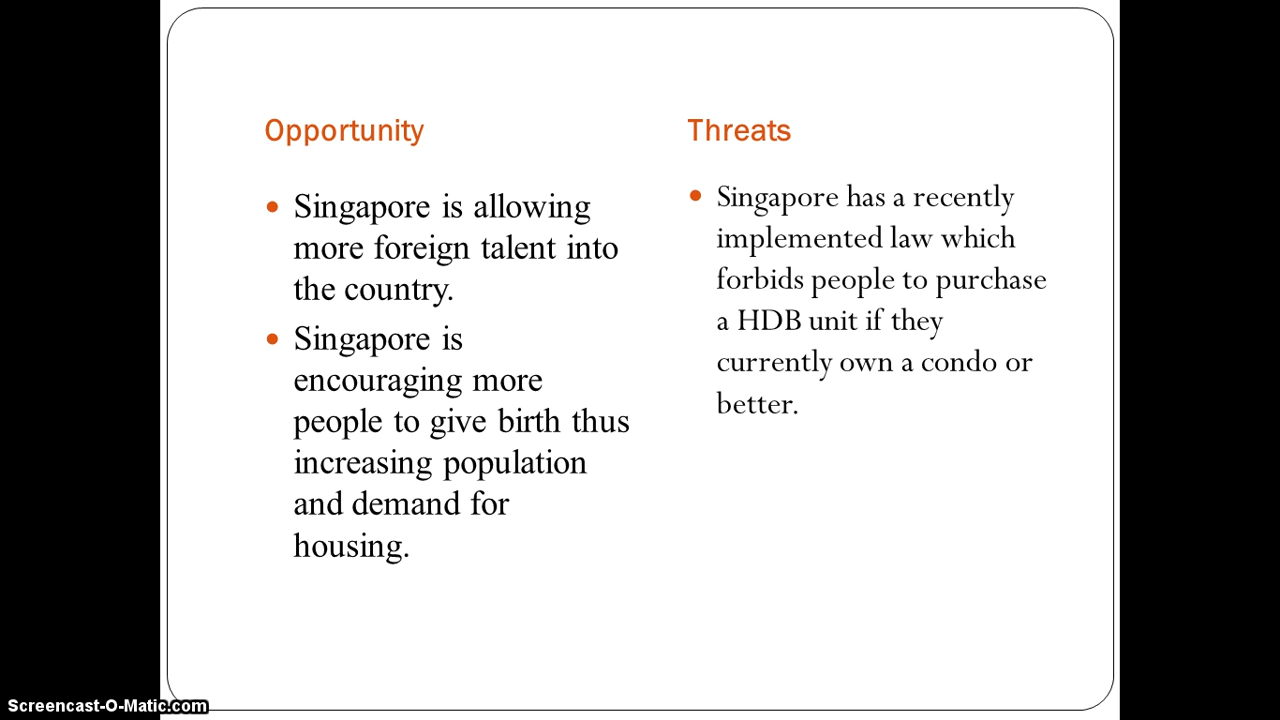 Opportunity
Singapore is allowing
more foreign talent into
the country.
Singapore is
encouraging more
people to give birth thus
increasing population
and demand for
housing.
Threats
Singapore has a recently
implemented law which
forbids people to purchase
a HDB unit if they
currently own a condo or
better.
Screencast-O-Matic.com